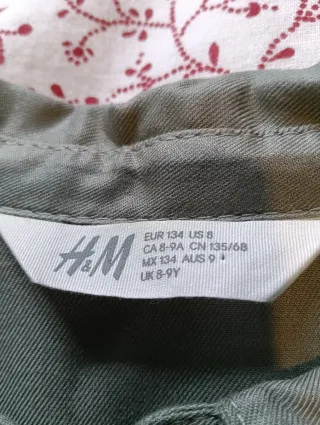 H&M
EUR 134 US 8
CA 8-9A CN 135/68
MX 134 AUS 9
UK 8-9Y